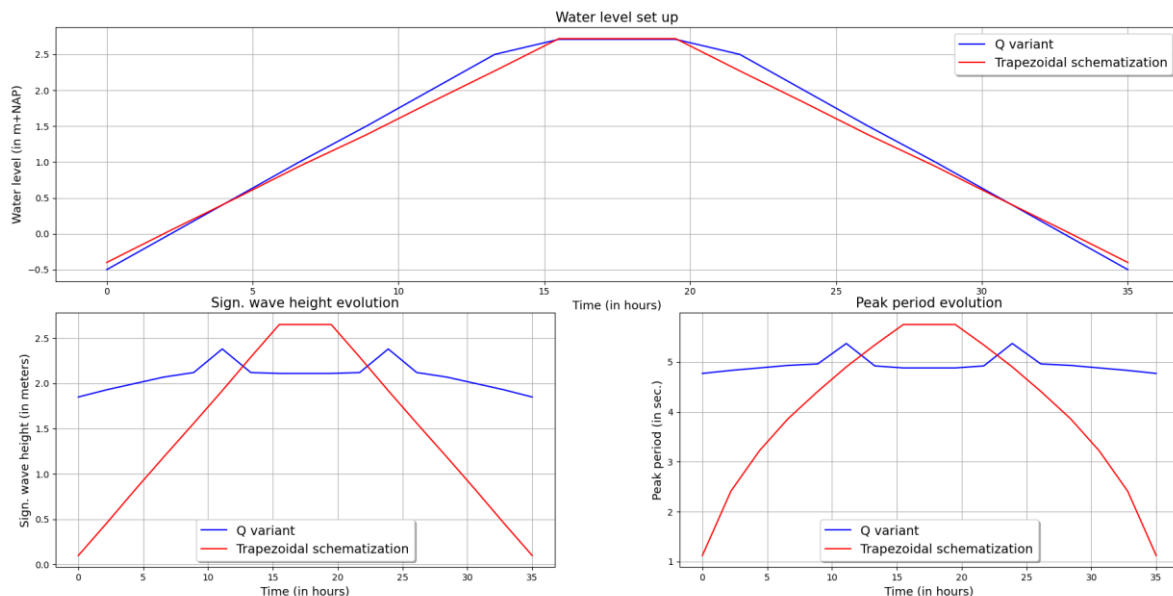 Water level set up
Water level (in m+NAP)
2.5
2.0
1.5
1.0
0.5
0.0
−0.5
Q variant
Trapezoidal schematization
0 5 10 15 20 25 30 35
Time (in hours)
Sign. wave height evolution
Sign. wave height (in meters)
2.5
2.0
1.5
1.0
0.5
0.0
Q variant
Trapezoidal schematization
0 5 10 15 20 25 30 35
Time (in hours)
Peak period evolution
Peak period (in sec.)
5
4
3
2
1
Q variant
Trapezoidal schematization
0 5 10 15 20 25 30 35
Time (in hours)